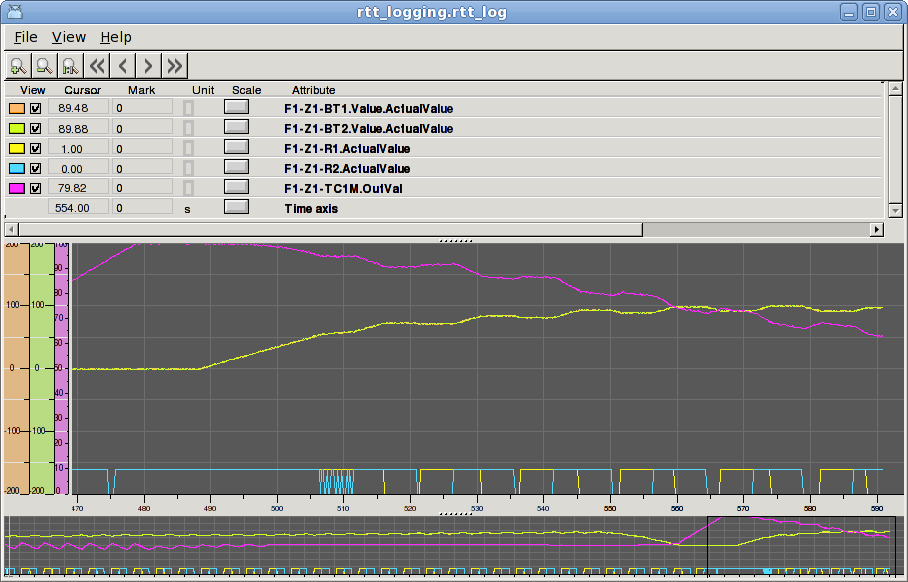 rtt_logging.rtt_log
File View Help
View Cursor Mark Unit Scale Attribute
89.48 0 F1-Z1-BT1.Value.ActualValue
89.88 0 F1-Z1-BT2.Value.ActualValue
1.00 0 F1-Z1-R1.ActualValue
0.00 0 F1-Z1-R2.ActualValue
79.82 0 F1-Z1-TC1M.OutVal
554.00 0 s Time axis
200 200 100
90
80
100 100
70
60
0 0 50
40
30
-100 -100
20
10
-200 -200 0
470 480 490 500 510 520 530 540 550 560 570 580 590